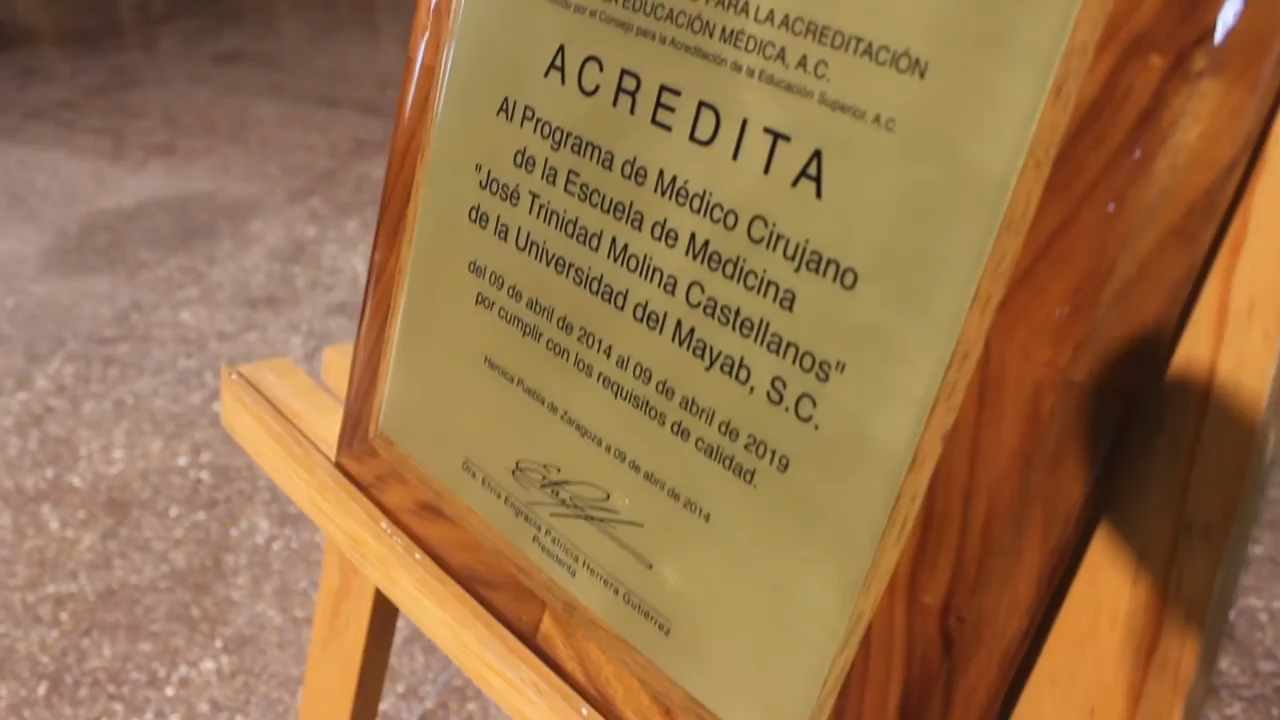 PARA LA ACREDITACIÓN
EDUCACIÓN MÉDICA, A.C.
por el Consejo para la Acreditación de la Educación Superior, A.C.
ACREDITA
Al Programa de Médico Cirujano
de la Escuela de Medicina
"José Trinidad Molina Castellanos"
de la Universidad del Mayab, S.C.
del 09 de abril de 2014 al 09 de abril de 2019
por cumplir con los requisitos de calidad.
Heroica Puebla de Zaragoza a 09 de abril de 2014
Dra. Elvia Engracia Patricia Herrera Gutiérrez
Presidenta